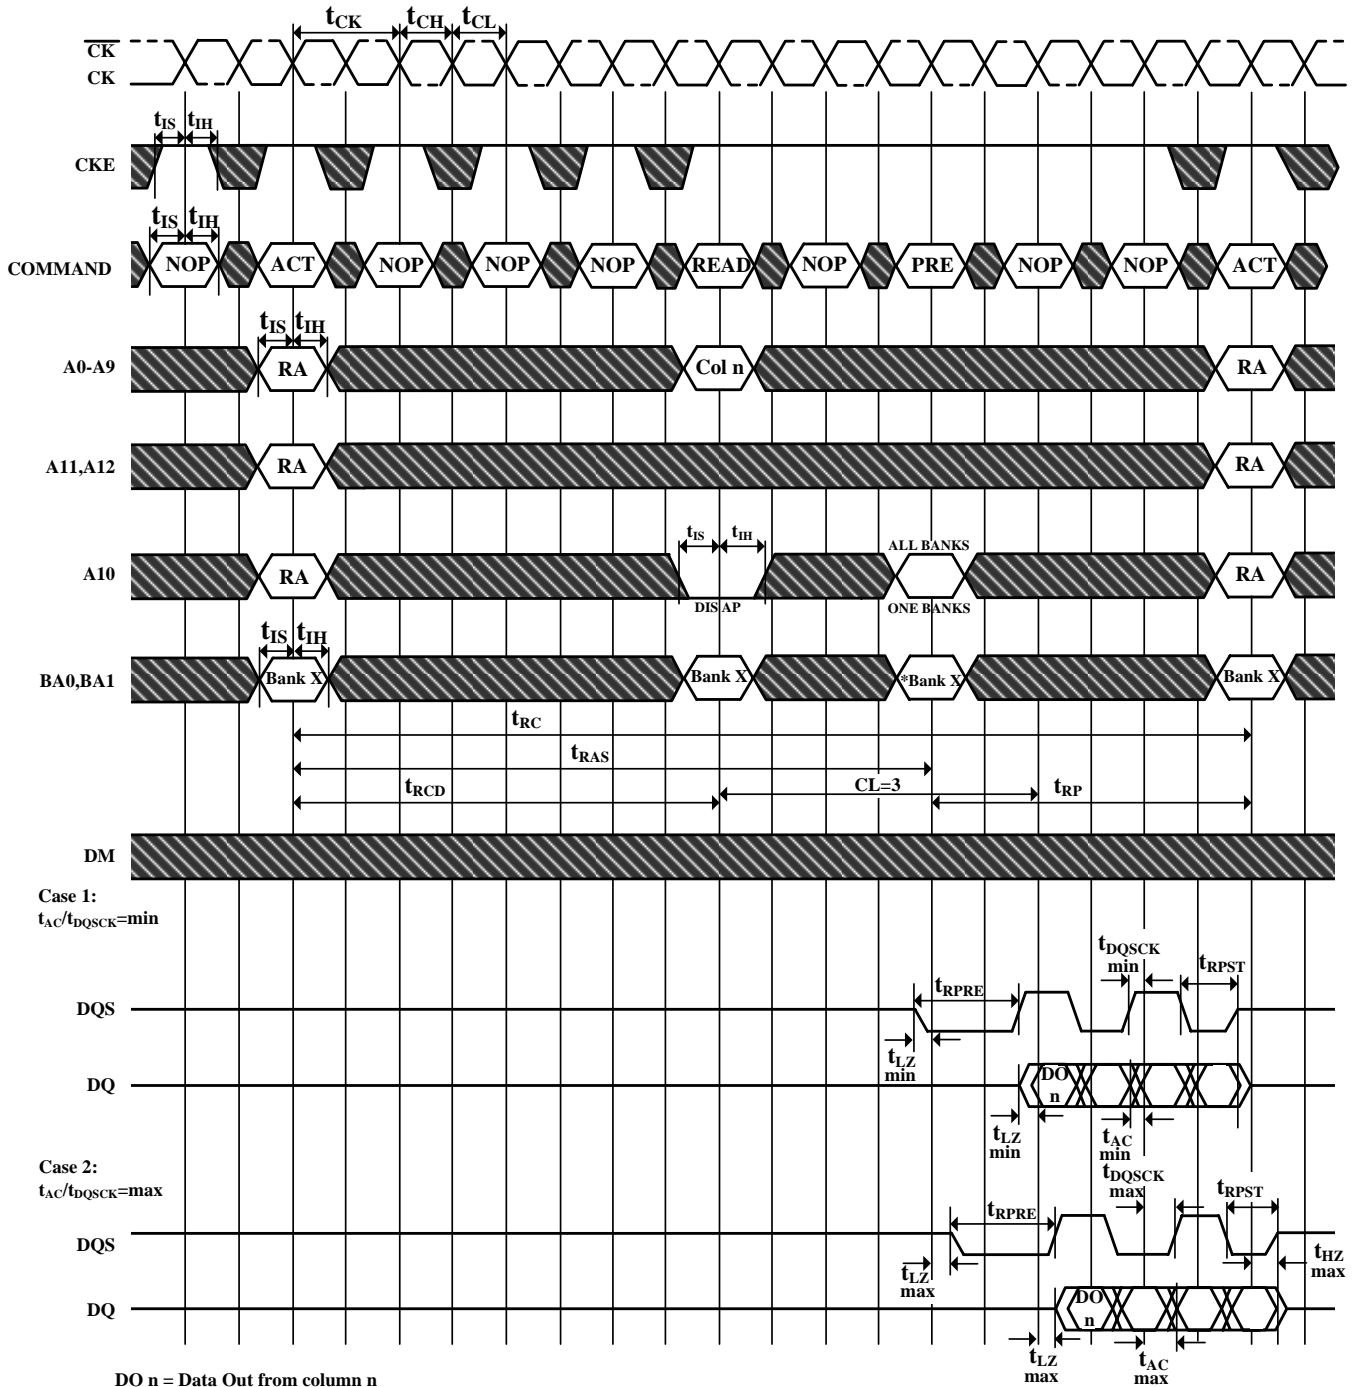 tCK tCH tCL
CK
CK
tIS tIH
CKE
tIS tIH
COMMAND NOP ACT NOP NOP NOP READ NOP PRE NOP NOP ACT
tIS tIH
A0-A9 RA Col n RA
A11,A12 RA RA
tIS tIH ALL BANKS
A10 RA RA
DIS AP ONE BANKS
tIS tIH
BA0,BA1 Bank X Bank X *Bank X Bank X
tRC
tRAS
tRCD CL=3 tRP
DM
Case 1:
tAC/tDQSCK=min
tDQSCK
min
tRPST
tRPRE
DQS
tLZ
min
DQ DO
n
tLZ
min
tAC
min
Case 2:
tAC/tDQSCK=max
tDQSCK
max
tRPST
tRPRE
DQS
tHZ
max
tLZ
max
DQ DO
n
tLZ
max
tAC
max
DO n = Data Out from column n